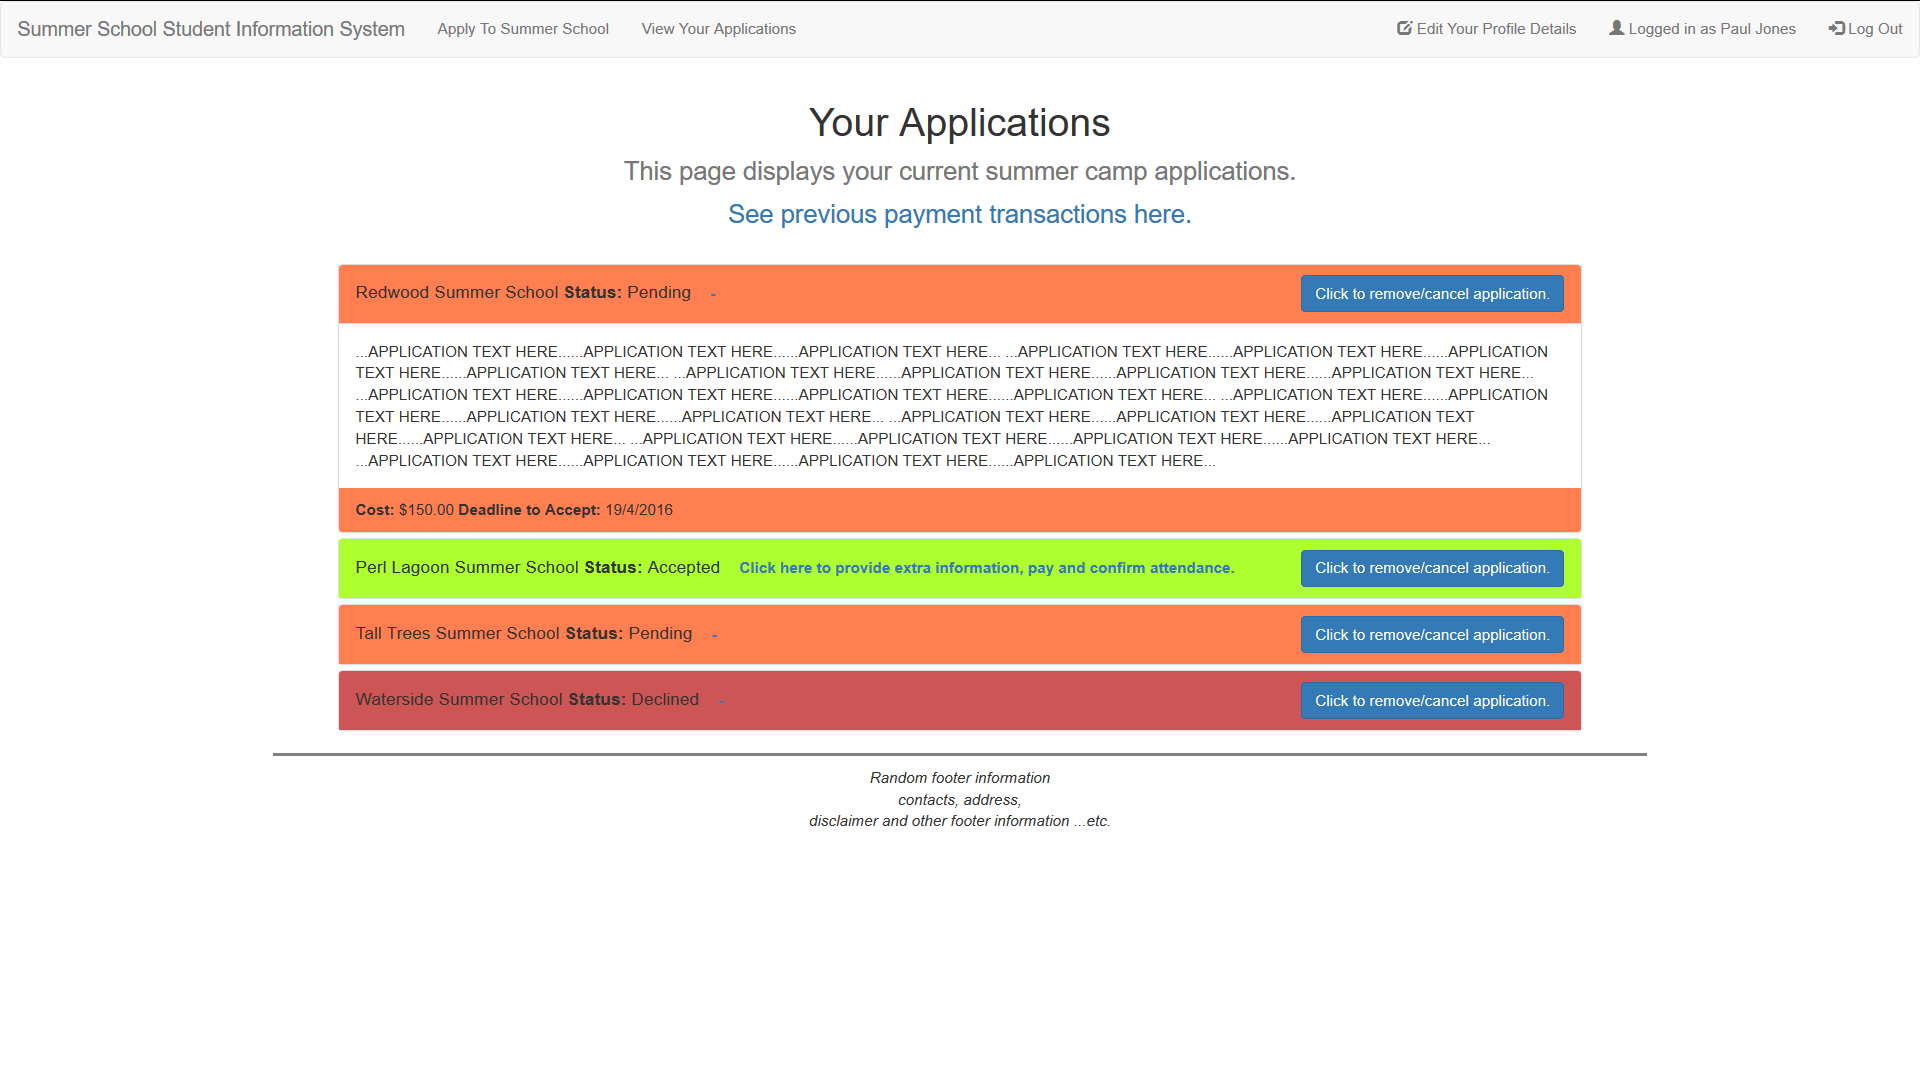 Summer School Student Information System Apply To Summer School View Your Applications Edit Your Profile Details Logged in as Paul Jones Log Out
Your Applications
This page displays your current summer camp applications.
See previous payment transactions here.
Redwood Summer School Status: Pending - Click to remove/cancel application.
...APPLICATION TEXT HERE......APPLICATION TEXT HERE......APPLICATION TEXT HERE... ...APPLICATION TEXT HERE......APPLICATION TEXT HERE......APPLICATION
TEXT HERE......APPLICATION TEXT HERE... ...APPLICATION TEXT HERE......APPLICATION TEXT HERE......APPLICATION TEXT HERE......APPLICATION TEXT HERE...
...APPLICATION TEXT HERE......APPLICATION TEXT HERE......APPLICATION TEXT HERE......APPLICATION TEXT HERE... ...APPLICATION TEXT HERE......APPLICATION
TEXT HERE......APPLICATION TEXT HERE......APPLICATION TEXT HERE... ...APPLICATION TEXT HERE......APPLICATION TEXT HERE......APPLICATION TEXT
HERE......APPLICATION TEXT HERE... ...APPLICATION TEXT HERE......APPLICATION TEXT HERE......APPLICATION TEXT HERE......APPLICATION TEXT HERE...
...APPLICATION TEXT HERE......APPLICATION TEXT HERE......APPLICATION TEXT HERE......APPLICATION TEXT HERE...
Cost: $150.00 Deadline to Accept: 19/4/2016
Perl Lagoon Summer School Status: Accepted Click here to provide extra information, pay and confirm attendance. Click to remove/cancel application.
Tall Trees Summer School Status: Pending - Click to remove/cancel application.
Waterside Summer School Status: Declined - Click to remove/cancel application.
Random footer information
contacts, address,
disclaimer and other footer information ...etc.